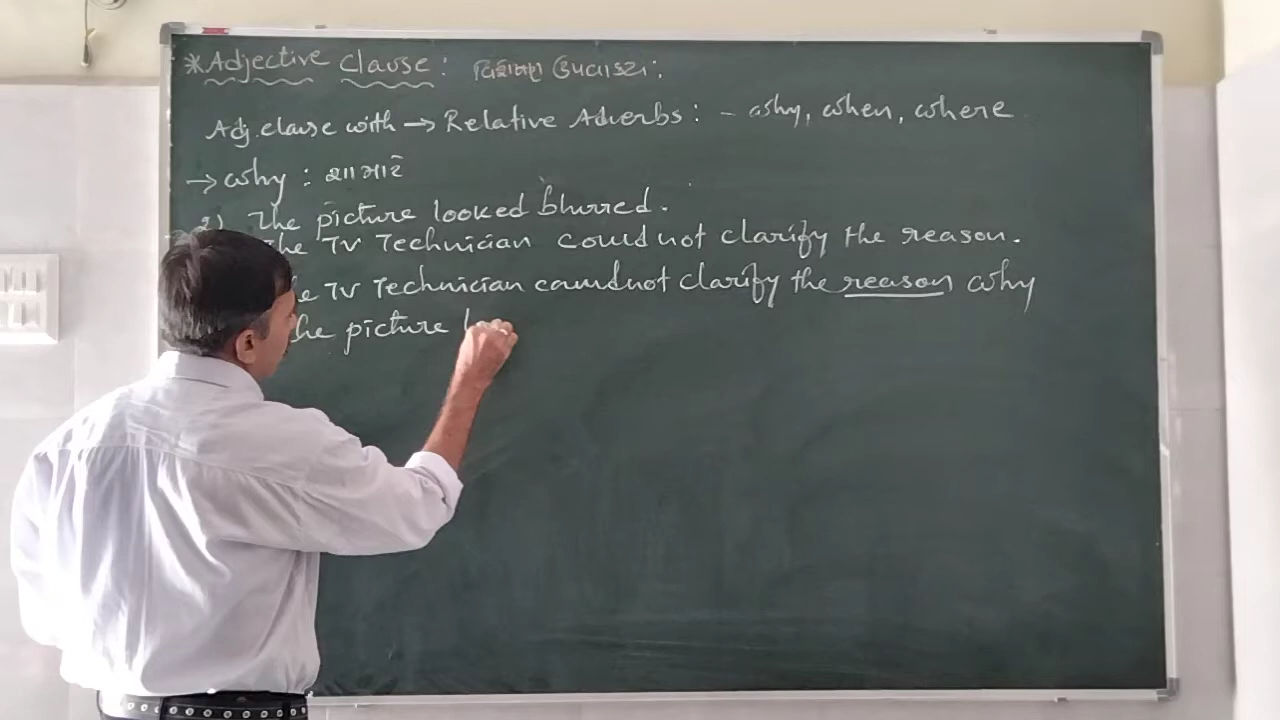 *Adjective clause: વિશેષણ ઉપવાક્ય:
Adj. clause with → Relative Adverbs: - why, when, where
→ why: શા માટે
2) The picture looked blurred.
The TV Technician could not clarify the reason.
he TV Technician could not clarify the reason why
the picture l